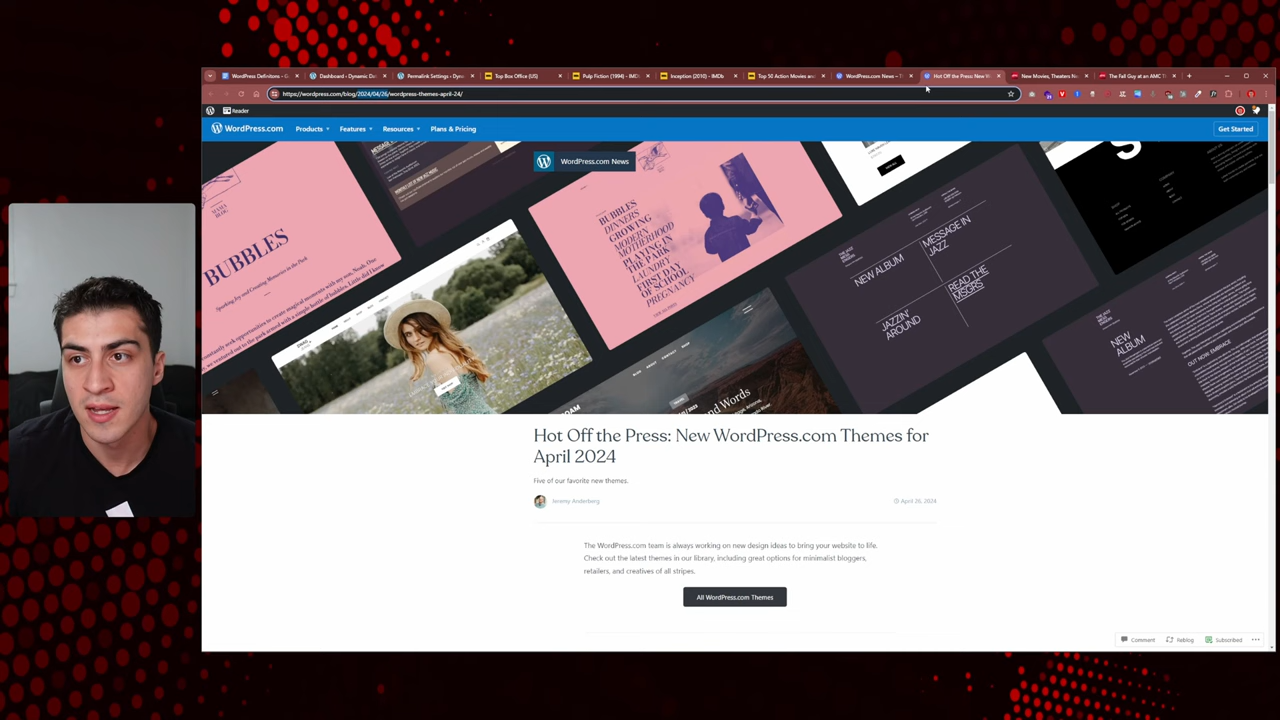 WordPress Definitons - G
Dashboard ‹ Dynamic Dat
Permalink Settings ‹ Dyna
Top Box Office (US)
Pulp Fiction (1994) - IMDb
Inception (2010) - IMDb
Top 50 Action Movies an
WordPress.com News – T
Hot Off the Press: New W
New Movies, Theaters Ne
The Fall Guy at an AMC T
https://wordpress.com/blog/2024/04/26/wordpress-themes-april-24/
Reader
WordPress.com
Products
Features
Resources
Plans & Pricing
Get Started
WordPress.com News
BUBBLES
BUBBLES
DINNERS
GROWING
MODERN
MOTHERHOOD
PLAYING IN
THE PARK
LAUNDRY
FIRST DAY
OF SCHOOL
PREGNANCY
NEW ALBUM
MESSAGE IN
JAZZ
JAZZIN'
AROUND
READ THE
MSGRS
NEW
ALBUM
Hot Off the Press: New WordPress.com Themes for
April 2024
Five of our favorite new themes.
Jeremy Anderberg
April 26, 2024
The WordPress.com team is always working on new design ideas to bring your website to life.
Check out the latest themes in our library, including great options for minimalist bloggers,
retailers, and creatives of all stripes.
All WordPress.com Themes
Comment
Reblog
Subscribed